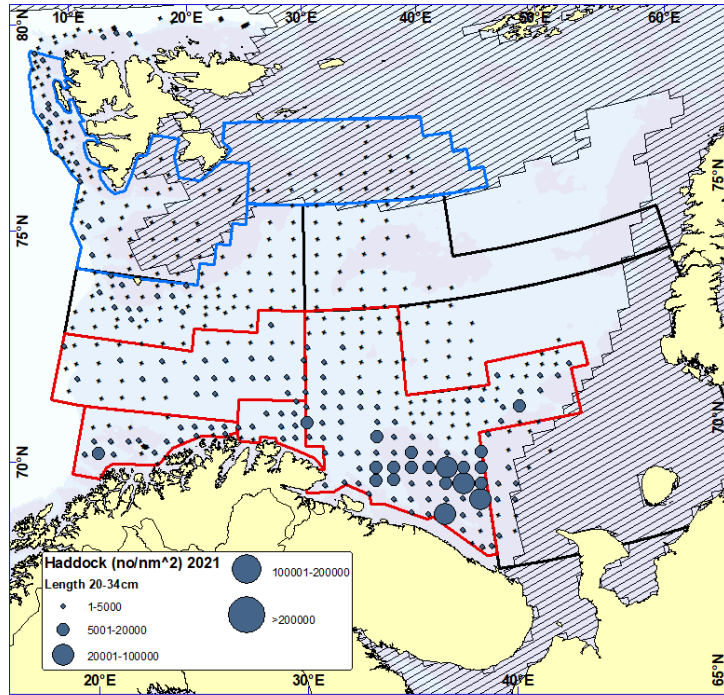 10°E 20°E 30°E 40°E 50°E 60°E
80°N
75°N
75°N
70°N
70°N
65°N
Haddock (no/nm^2) 2021
Length 20-34cm
1-5000
5001-20000
20001-100000
100001-200000
>200000
20°E 30°E 40°E